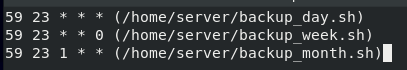 59 23 * * * (/home/server/backup_day.sh)
59 23 * * 0 (/home/server/backup_week.sh)
59 23 1 * * (/home/server/backup_month.sh)